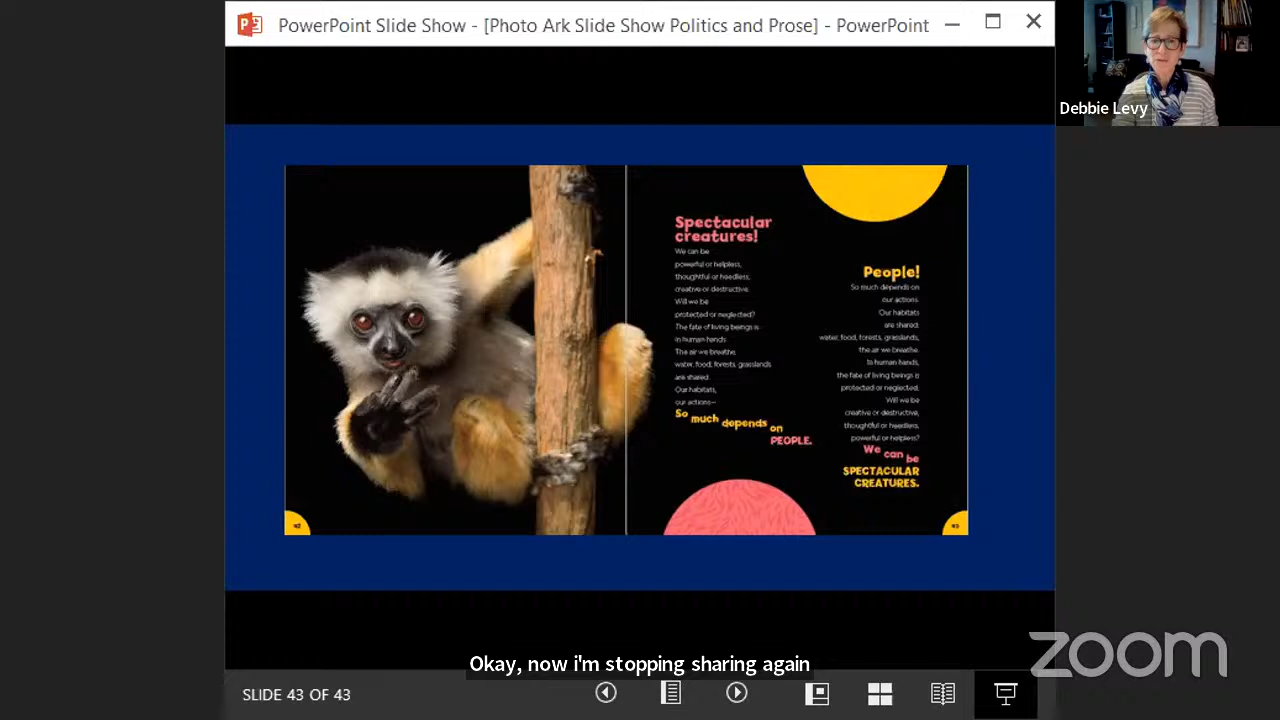 PowerPoint Slide Show - [Photo Ark Slide Show Politics and Prose] - PowerPoint
Debbie Levy
Spectacular
creatures!
We can be
powerful or helpless,
thoughtful or heedless,
creative or destructive.
Will we be
protected or neglected?
The fate of living beings is
in human hands.
The air we breathe,
water, food, forests, grasslands
are shared.
Our habitats,
our actions—
So much depends on
PEOPLE.
People!
So much depends on
our actions.
Our habitats
are shared:
water, food, forests, grasslands,
the air we breathe.
In human hands,
the fate of living beings is
protected or neglected,
Will we be
creative or destructive,
thoughtful or heedless,
powerful or helpless?
We can be
SPECTACULAR
CREATURES.
Okay, now i'm stopping sharing again
zoom
SLIDE 43 OF 43